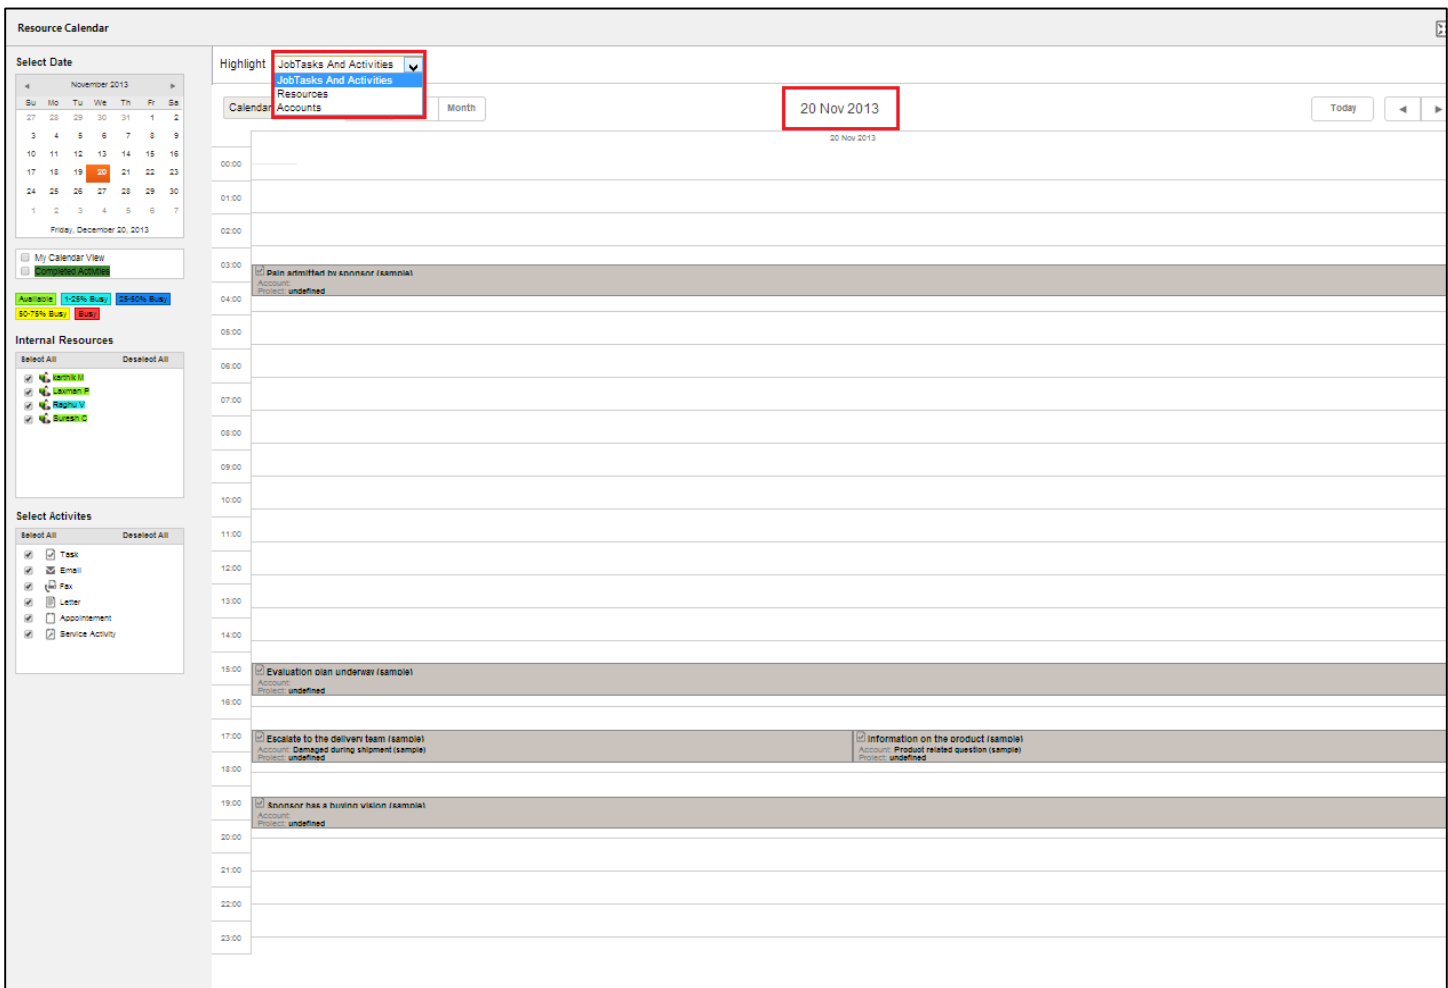 Resource Calendar
Select Date
November 2013
Su Mo Tu We Th Fr Sa
27 28 29 30 31 1 2
3 4 5 6 7 8 9
10 11 12 13 14 15 16
17 18 19 20 21 22 23
24 25 26 27 28 29 30
1 2 3 4 5 6 7
Friday, December 20, 2013
My Calendar View
Completed Activties
Available 1-25% Busy 25-50% Busy
50-75% Busy Busy
Internal Resources
Select All Deselect All
karthik M
Laxman P
Raghu V
Suresh C
Select Activites
Select All Deselect All
Task
Email
Fax
Letter
Appointement
Service Activity
Highlight JobTasks And Activities
JobTasks And Activities
Resources
Accounts
Calendar Month
20 Nov 2013
Today
20 Nov 2013
00:00
01:00
02:00
03:00
Pain admitted by sponsor (sample)
Account:
Project: undefined
04:00
05:00
06:00
07:00
08:00
09:00
10:00
11:00
12:00
13:00
14:00
15:00
Evaluation plan underway (sample)
Account:
Project: undefined
16:00
17:00
Escalate to the delivery team (sample)
Account: Damaged during shipment (sample)
Project: undefined
Information on the product (sample)
Account: Product related question (sample)
Project: undefined
18:00
19:00
Sponsor has a buying vision (sample)
Account:
Project: undefined
20:00
21:00
22:00
23:00